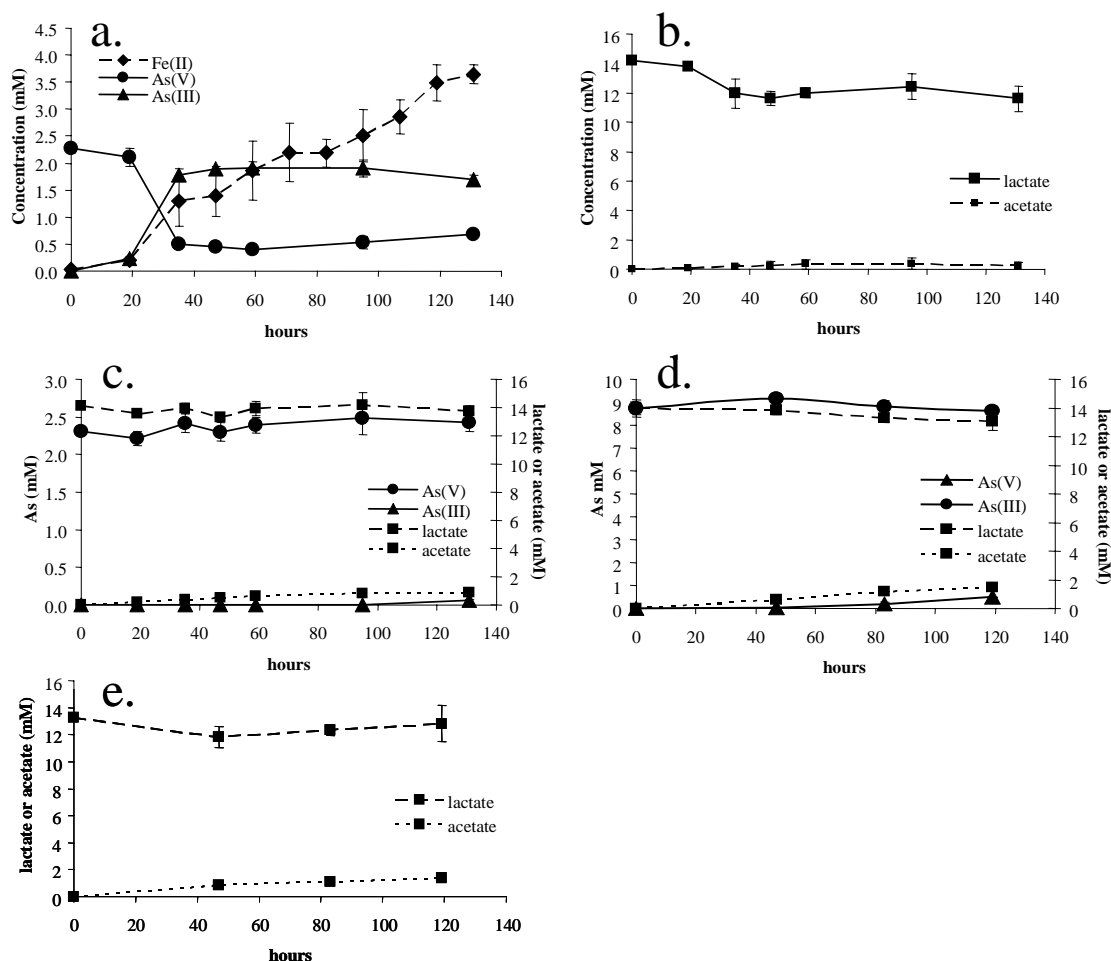 a.
Fe(II)
As(V)
As(III)
Concentration (mM)
4.5
4.0
3.5
3.0
2.5
2.0
1.5
1.0
0.5
0.0
0 20 40 60 80 100 120 140
hours
b.
Concentration (mM)
16
14
12
10
8
6
4
2
0
lactate
acetate
0 20 40 60 80 100 120 140
hours
c.
As (mM)
3.0
2.5
2.0
1.5
1.0
0.5
0.0
As(V)
As(III)
lactate
acetate
16
14
12
10
8
6
4
2
0
lactate or acetate (mM)
0 20 40 60 80 100 120 140
hours
d.
As mM
10
9
8
7
6
5
4
3
2
1
0
As(V)
As(III)
lactate
acetate
16
14
12
10
8
6
4
2
0
lactate or acetate (mM)
0 20 40 60 80 100 120 140
hours
e.
lactate or acetate (mM)
16
14
12
10
8
6
4
2
0
lactate
acetate
0 20 40 60 80 100 120 140
hours